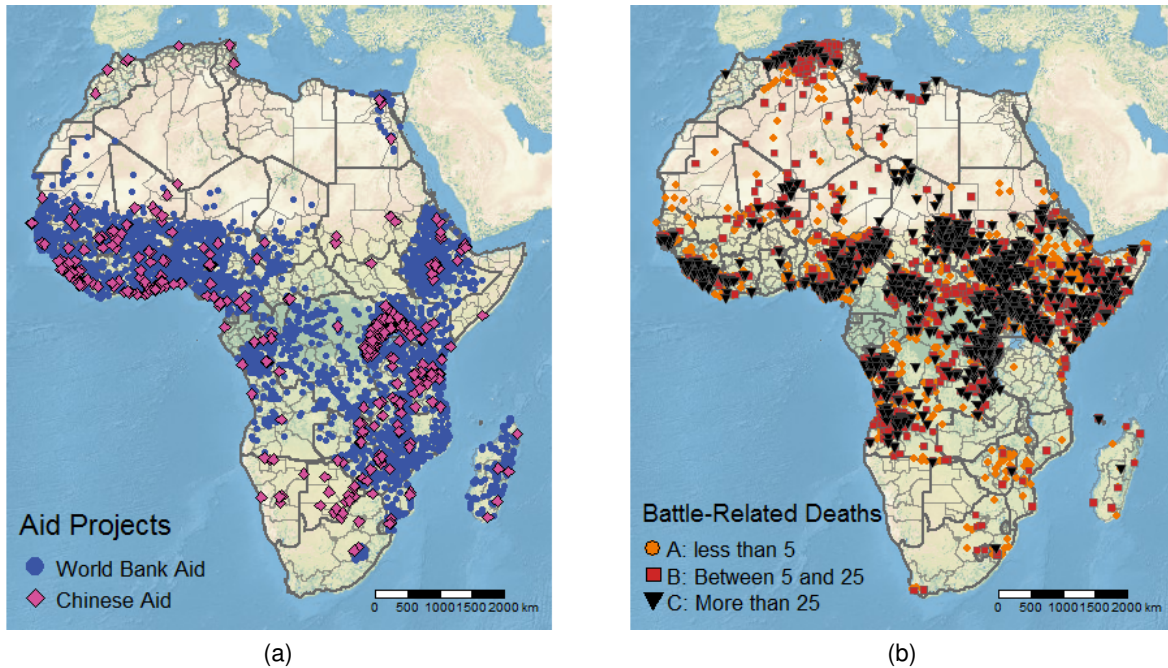 Aid Projects
World Bank Aid
Chinese Aid
0 500 1000 1500 2000 km
(a)
Battle-Related Deaths
A: less than 5
B: Between 5 and 25
C: More than 25
0 500 1000 1500 2000 km
(b)